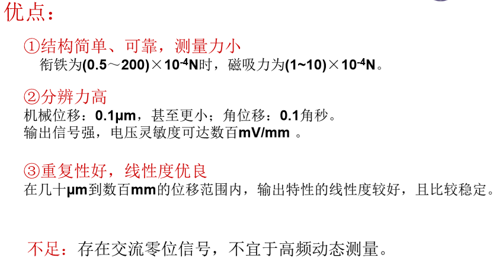 优点：
①结构简单、可靠，测量力小
衔铁为(0.5～200)×10⁻⁴N时，磁吸力为(1~10)×10⁻⁴N。
②分辨力高
机械位移：0.1μm，甚至更小；角位移：0.1角秒。
输出信号强，电压灵敏度可达数百mV/mm 。
③重复性好，线性度优良
在几十μm到数百mm的位移范围内，输出特性的线性度较好，且比较稳定。
不足：存在交流零位信号，不宜于高频动态测量。